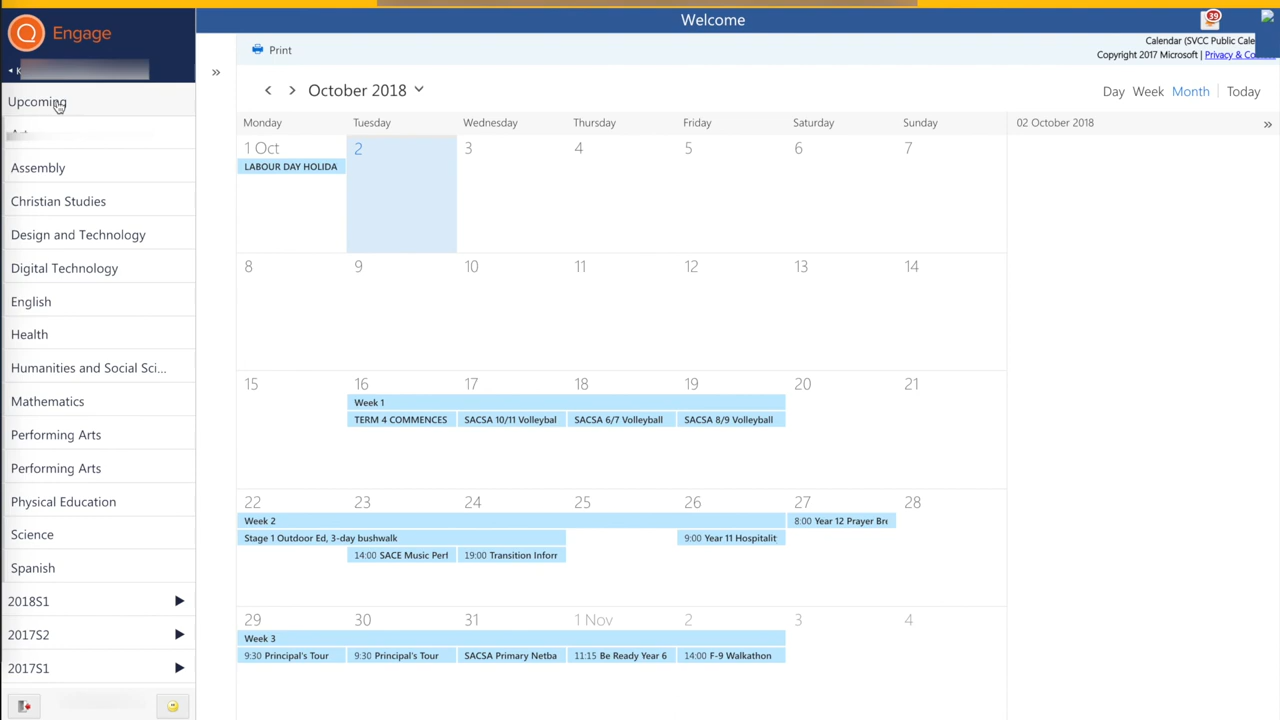 Welcome
Engage
39
Calendar (SVCC Public Cale
Copyright 2017 Microsoft | Privacy & Co
Print
October 2018
Day Week Month Today
Upcoming
Assembly
Christian Studies
Design and Technology
Digital Technology
English
Health
Humanities and Social Sci...
Mathematics
Performing Arts
Performing Arts
Physical Education
Science
Spanish
2018S1
2017S2
2017S1
Monday Tuesday Wednesday Thursday Friday Saturday Sunday
02 October 2018
1 Oct 2 3 4 5 6 7
LABOUR DAY HOLIDA
8 9 10 11 12 13 14
15 16 17 18 19 20 21
Week 1
TERM 4 COMMENCES SACSA 10/11 Volleybal SACSA 6/7 Volleyball SACSA 8/9 Volleyball
22 23 24 25 26 27 28
Week 2 8:00 Year 12 Prayer Bre
Stage 1 Outdoor Ed, 3-day bushwalk 9:00 Year 11 Hospitalit
14:00 SACE Music Perf 19:00 Transition Inforr
29 30 31 1 Nov 2 3 4
Week 3
9:30 Principal's Tour 9:30 Principal's Tour SACSA Primary Netba 11:15 Be Ready Year 6 14:00 F-9 Walkathon